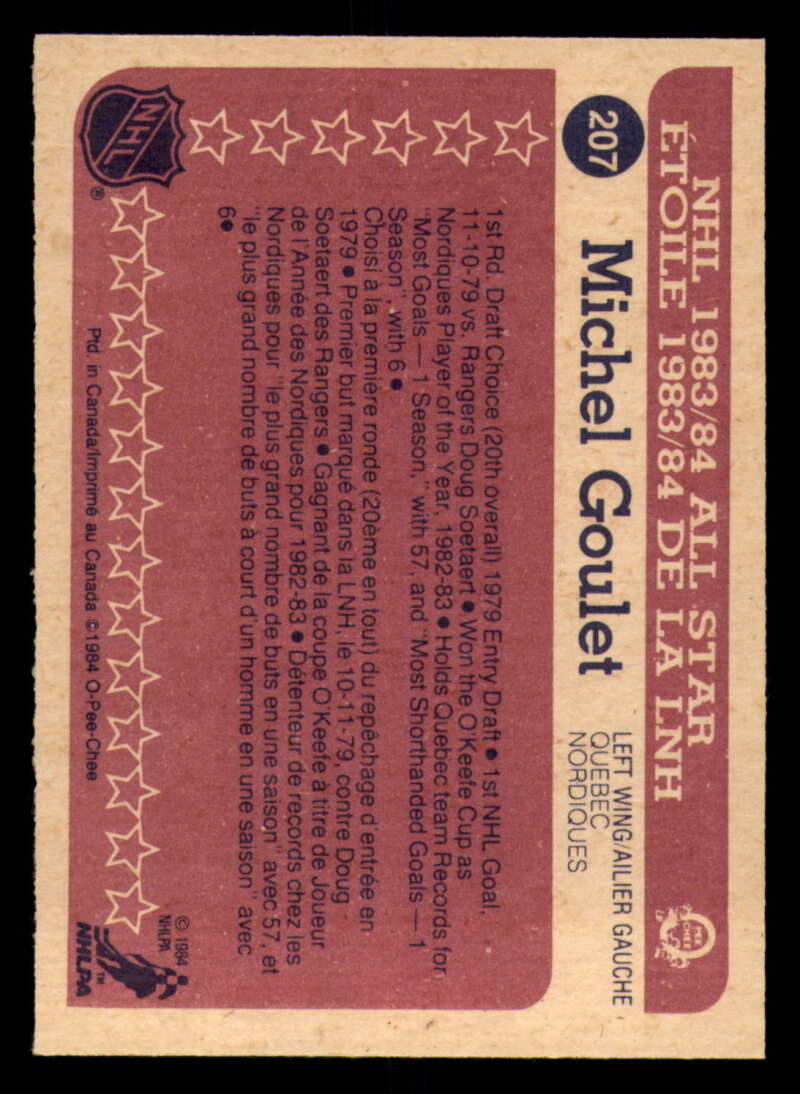 NHL 1983/84 ALL STAR
ÉTOILE 1983/84 DE LA LNH
O
PEE
CHEE
207
Michel Goulet
LEFT WING/AILIER GAUCHE
QUEBEC
NORDIQUES
1st Rd. Draft Choice (20th overall) 1979 Entry Draft ● 1st NHL Goal,
11-10-79 vs. Rangers Doug Soetaert ● Won the O'Keefe Cup as
Nordiques Player of the Year, 1982-83 ● Holds Quebec team Records for
"Most Goals — 1 Season," with 57, and "Most Shorthanded Goals — 1
Season", with 6 ●
Choisi à la première ronde (20ème en tout) du repêchage d'entrée en
1979 ● Premier but marqué dans la LNH, le 10-11-79, contre Doug
Soetaert des Rangers ● Gagnant de la coupe O'Keefe à titre de Joueur
de l'Année des Nordiques pour 1982-83 ● Détenteur de records chez les
Nordiques pour "le plus grand nombre de buts en une saison" avec 57, et
"le plus grand nombre de buts à court d'un homme en une saison" avec
6 ●
NHL
®
Ptd. in Canada/Imprimé au Canada ©1984 O-Pee-Chee
© 1984
NHLPA
NHLPA
™